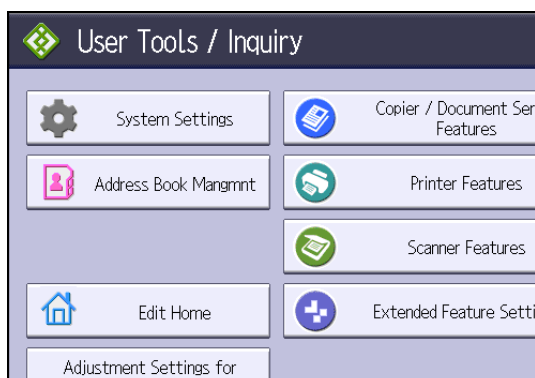 User Tools / Inquiry
System Settings
Copier / Document Ser
Features
Address Book Mangmnt
Printer Features
Scanner Features
Edit Home
Extended Feature Setti
Adjustment Settings for